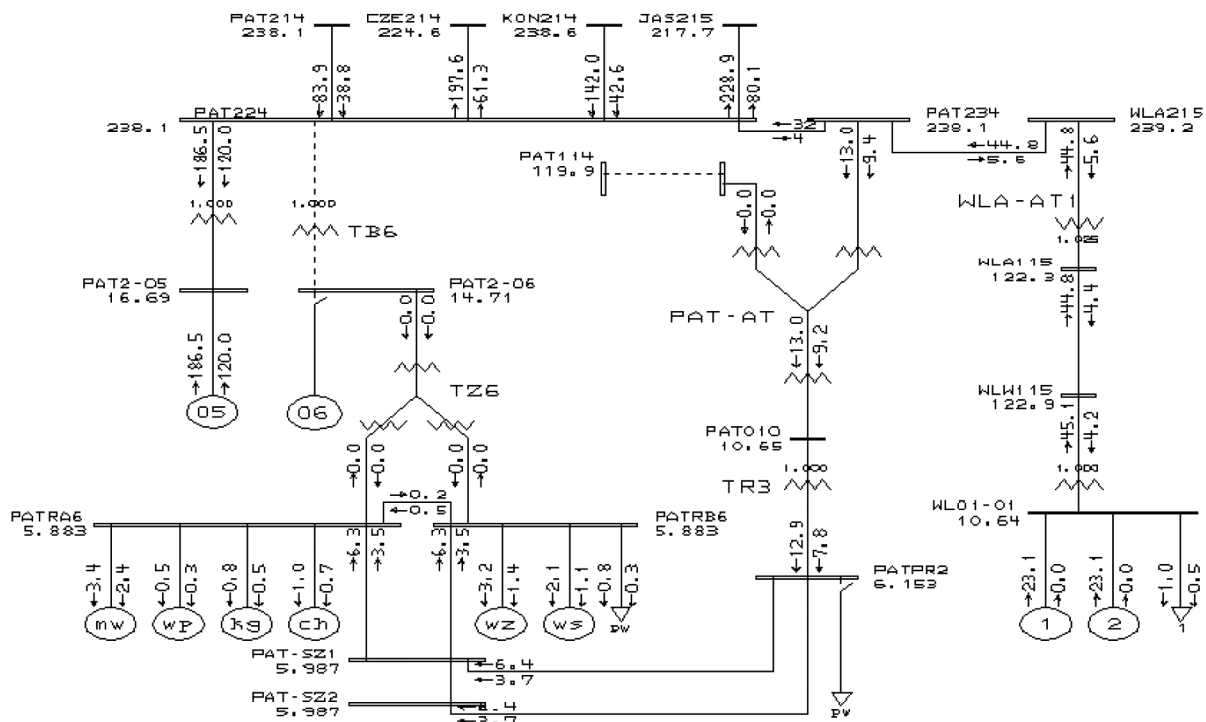 PAT214 CZE214 KON214 JAS215
238.1 224.6 238.6 217.7
83.9 38.8 197.6 61.3 142.0 42.6 228.9 80.1
PAT224 PAT234 WLA215
238.1 238.1 239.2
186.5 120.0 32 4 13.0 9.4 44.8 5.6 44.8 5.6
PAT114
119.9
0.0 0.0
1.000 1.000
TB6 WLA-AT1
PAT2-05 PAT2-06 WLA115
16.69 14.71 122.3
0.0 0.0 PAT-AT 44.8 4.4
186.5 120.0 13.0 9.2
TZ6
05 06
WLW115
122.9
PAT010
10.65
45.1 4.2
0.0 0.0 0.0 0.0
TR3
0.2
0.5
PATRA6 PATRB6 WL01-01
5.883 5.883 10.64
6.3 3.5 6.3 3.5 12.9 7.8
PATPR2
6.153
3.4 2.4 0.5 0.3 0.8 0.5 1.0 0.7 3.2 1.4 2.1 1.1 0.8 0.3 23.1 0.0 23.1 0.0 1.0 0.5
mw wp kg ch wz ws pw 1 2 1
PAT-SZ1 6.4
5.987 3.7
PAT-SZ2
5.987 3.7
pw